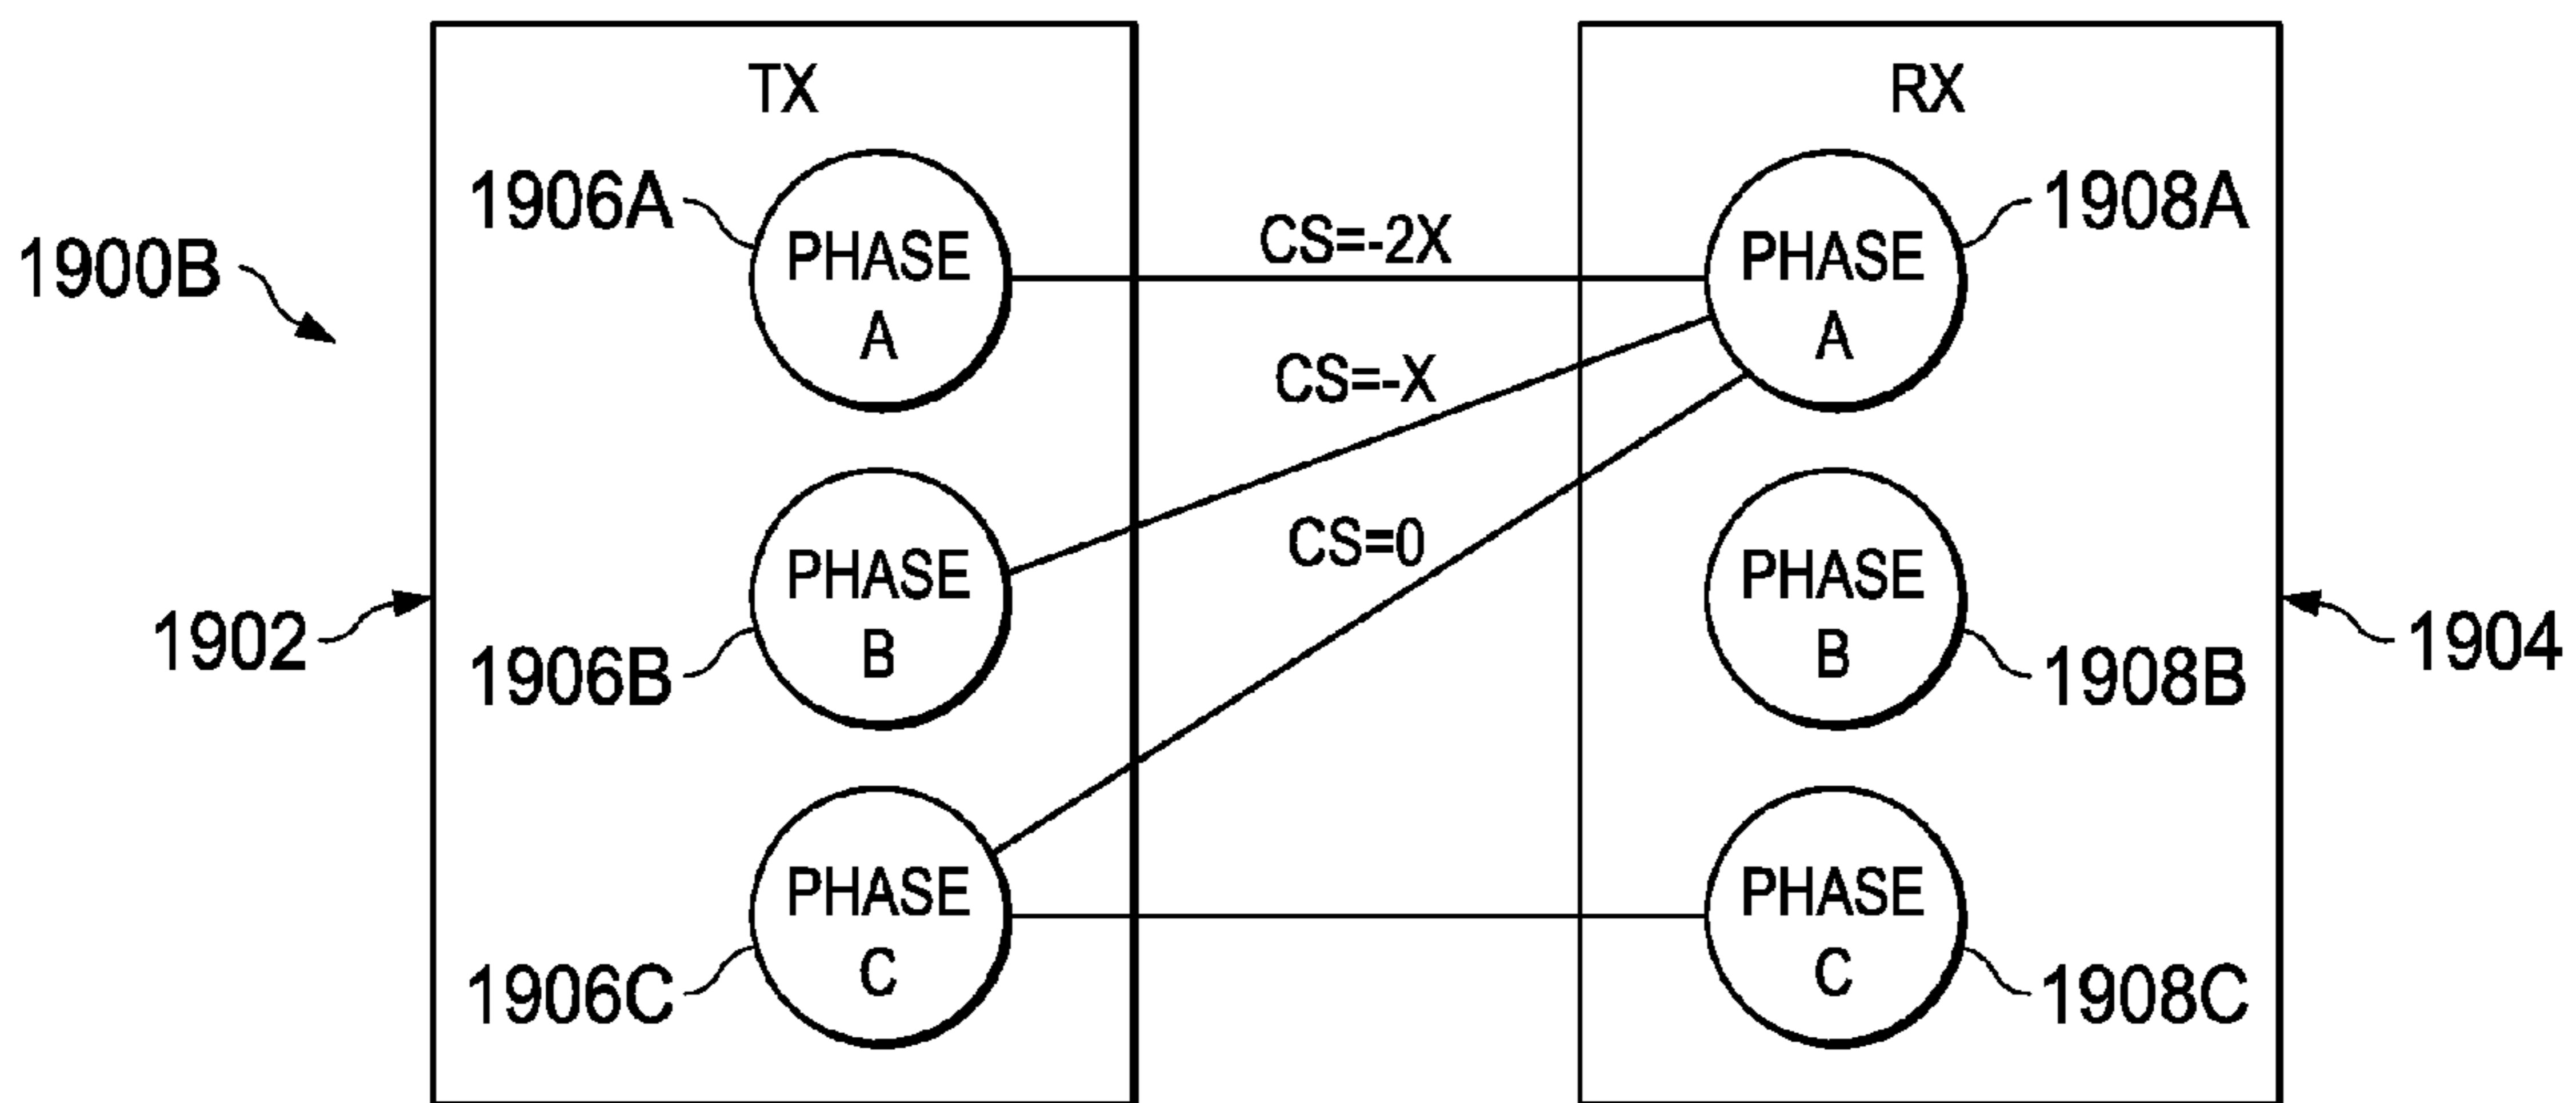 TX
RX
1906A
PHASE
A
CS=-2X
PHASE
A
1908A
1900B
CS=-X
CS=0
1902
1906B
PHASE
B
PHASE
B
1908B
1904
1906C
PHASE
C
PHASE
C
1908C